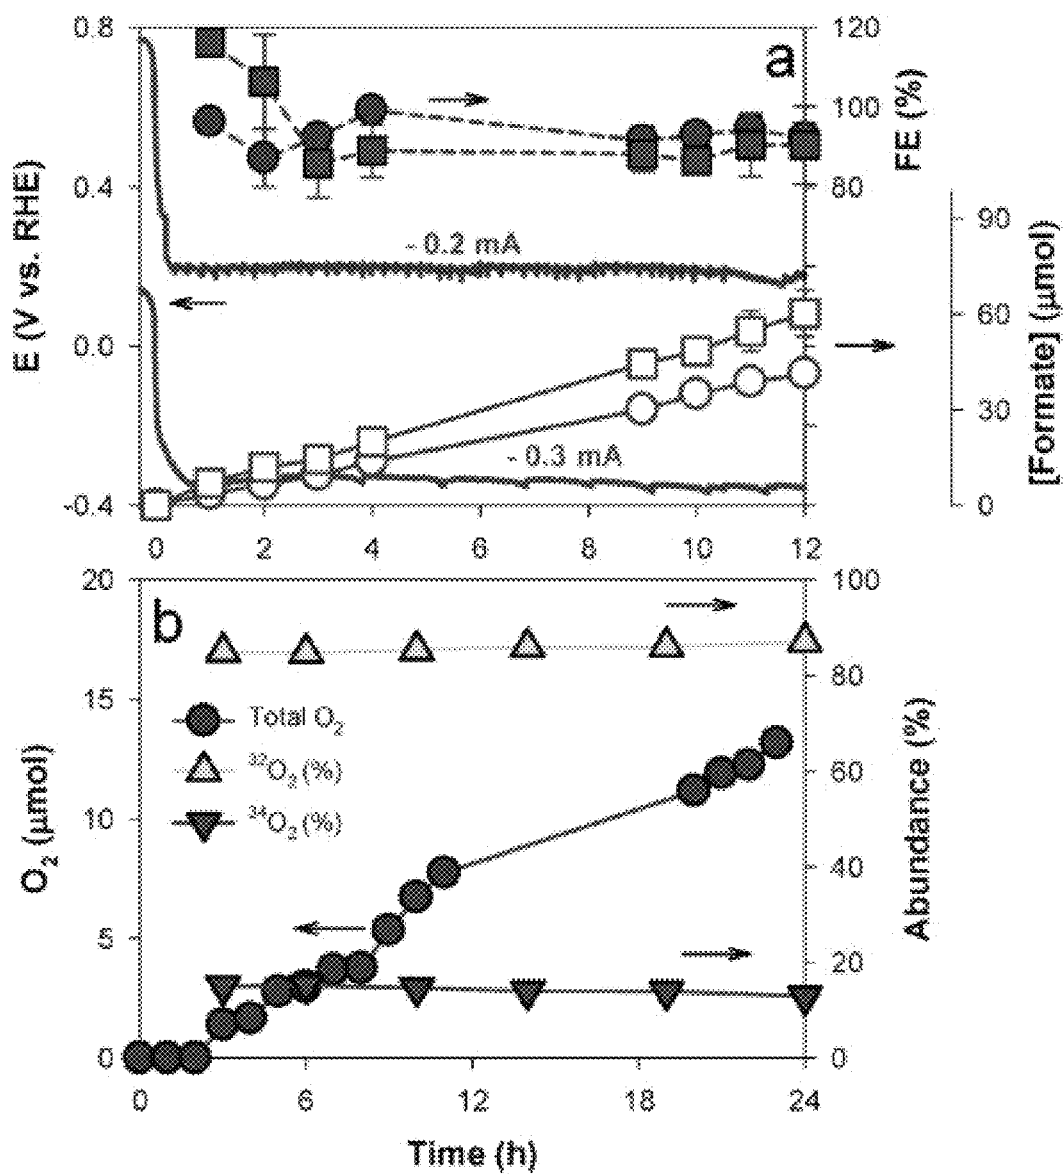 a
E (V vs. RHE)
0.8
0.4
0.0
-0.4
120
100
80
FE (%)
90
60
30
0
[Formate] (μmol)
- 0.2 mA
- 0.3 mA
0 2 4 6 8 10 12
b
O2 (μmol)
20
15
10
5
0
100
80
60
40
20
0
Abundance (%)
Total O2
32O2 (%)
34O2 (%)
0 6 12 18 24
Time (h)